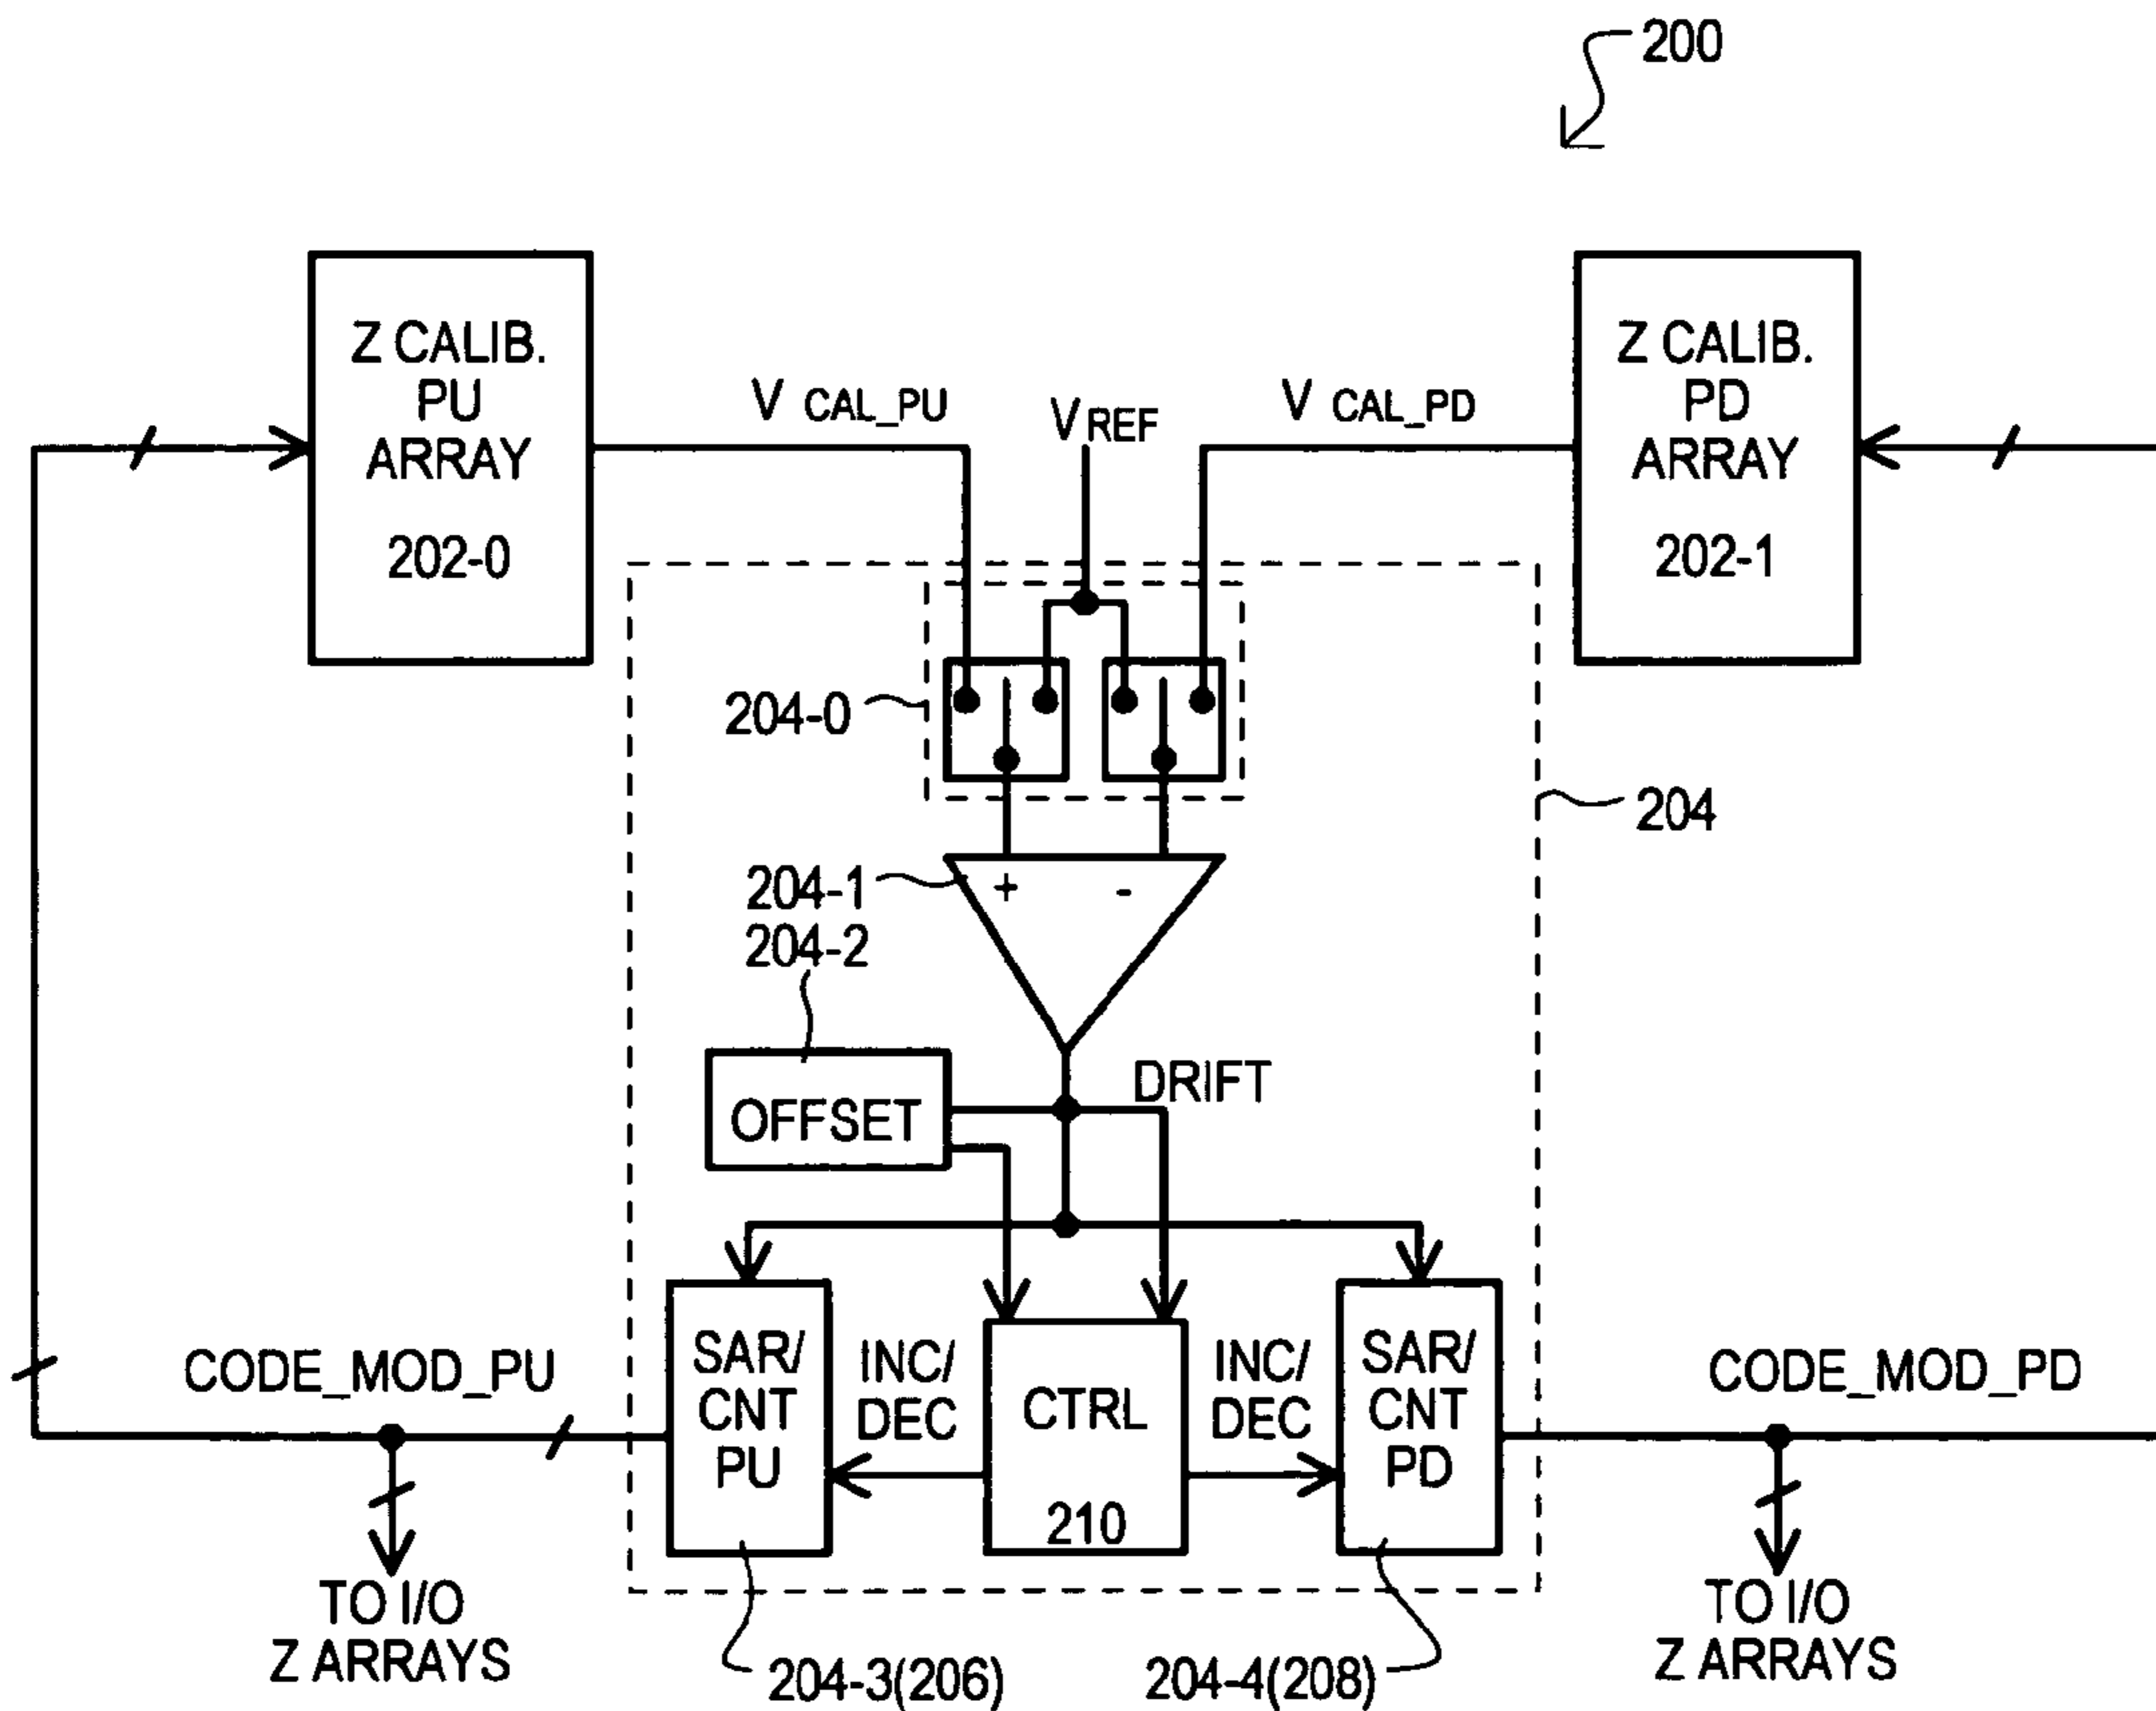 200
Z CALIB.
PU
ARRAY
202-0
V CAL_PU
VREF
V CAL_PD
Z CALIB.
PD
ARRAY
202-1
204-0
204
204-1
+ -
204-2
OFFSET
DRIFT
CODE_MOD_PU
SAR/
CNT
PU
INC/
DEC
CTRL
210
INC/
DEC
SAR/
CNT
PD
CODE_MOD_PD
TO I/O
Z ARRAYS
204-3(206)
204-4(208)
TO I/O
Z ARRAYS